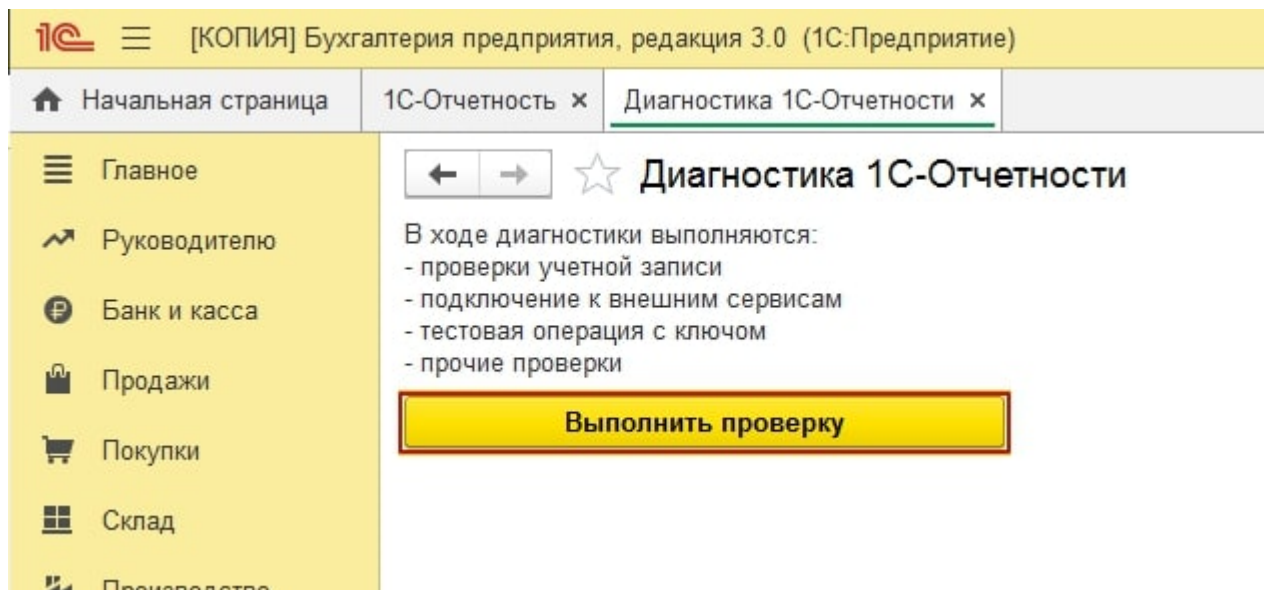 1С [КОПИЯ] Бухгалтерия предприятия, редакция 3.0 (1С:Предприятие)
Начальная страница 1С-Отчетность × Диагностика 1С-Отчетности ×
Главное
Руководителю
Банк и касса
Продажи
Покупки
Склад
Производство
Диагностика 1С-Отчетности
В ходе диагностики выполняются:
- проверки учетной записи
- подключение к внешним сервисам
- тестовая операция с ключом
- прочие проверки
Выполнить проверку